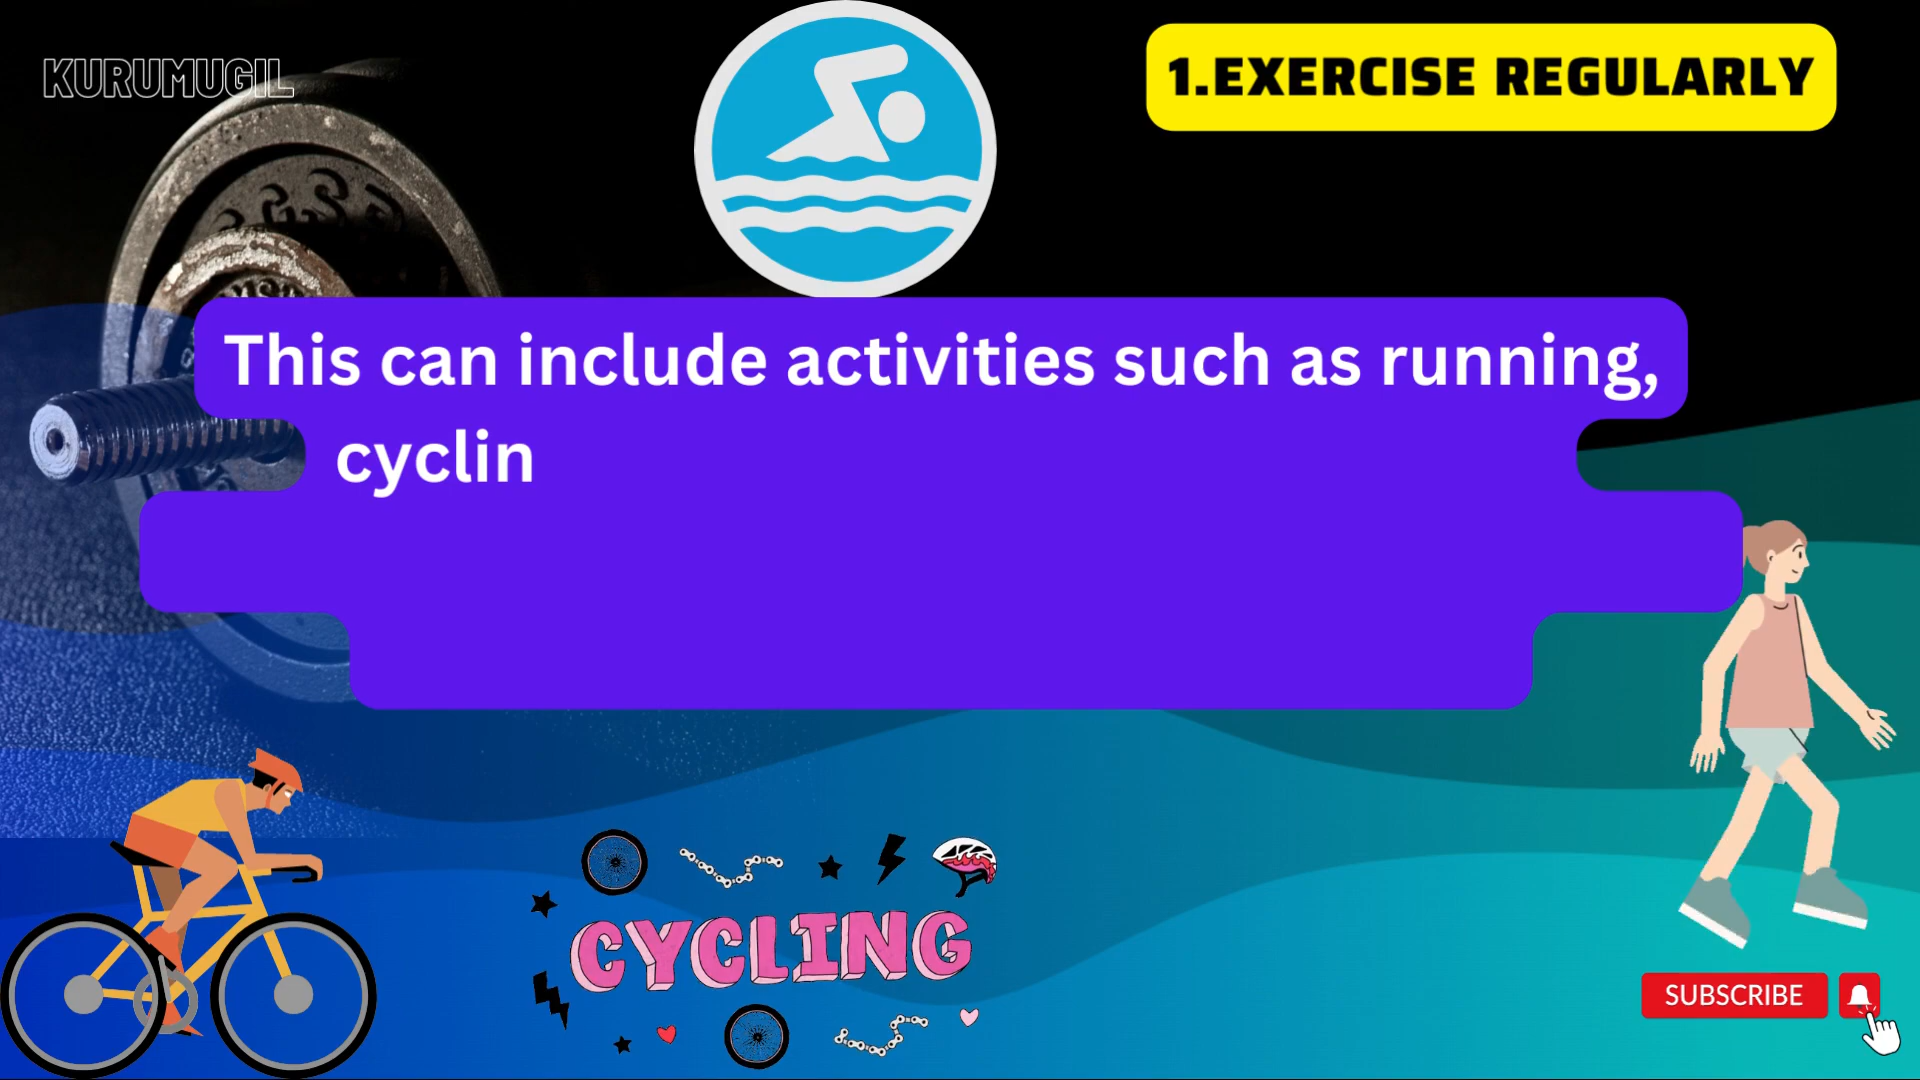 KURUMUGIL
1.EXERCISE REGULARLY
This can include activities such as running,
cyclin
CYCLING
SUBSCRIBE